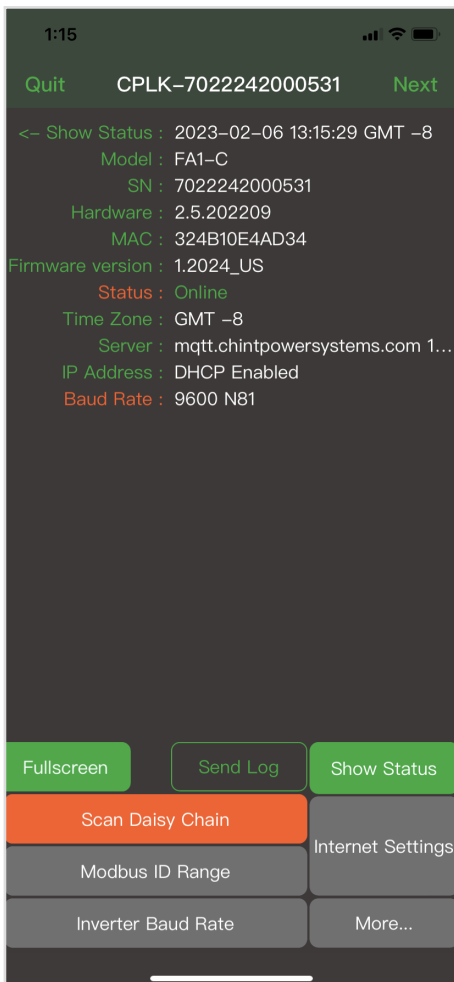 1:15
Quit CPLK-7022242000531 Next
<- Show Status : 2023-02-06 13:15:29 GMT -8
Model : FA1-C
SN : 7022242000531
Hardware : 2.5.202209
MAC : 324B10E4AD34
Firmware version : 1.2024_US
Status : Online
Time Zone : GMT -8
Server : mqtt.chintpowersystems.com 1...
IP Address : DHCP Enabled
Baud Rate : 9600 N81
Fullscreen Send Log Show Status
Scan Daisy Chain
Internet Settings
Modbus ID Range
Inverter Baud Rate More...